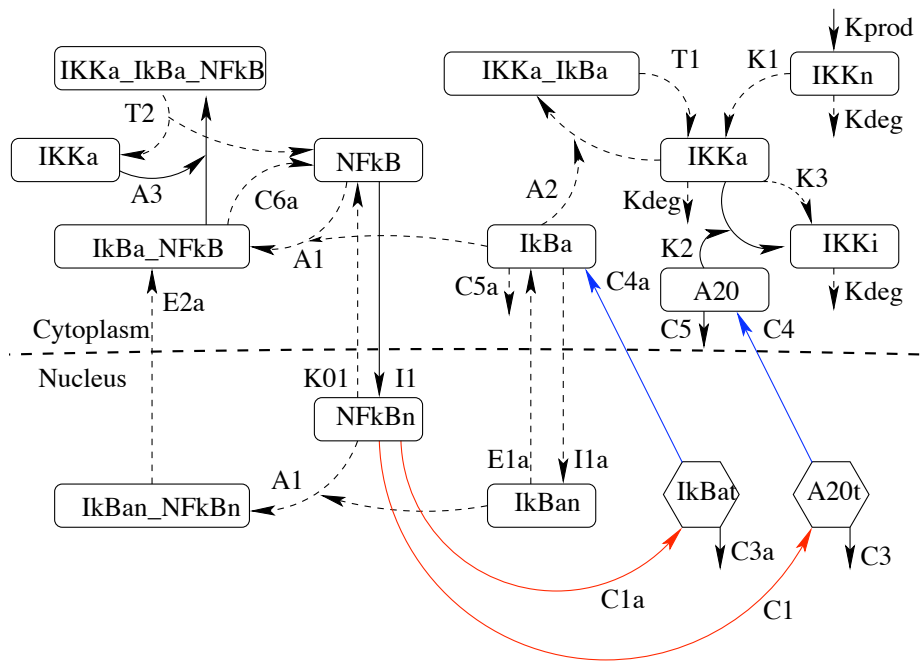 Kprod
IKKa_IkBa_NFkB
IKKa_IkBa
T1
K1
IKKn
T2
Kdeg
IKKa
NFkB
IKKa
A3
C6a
A2
Kdeg
K3
IkBa_NFkB
A1
IkBa
K2
IKKi
E2a
C5a
C4a
A20
Kdeg
Cytoplasm
C5
C4
Nucleus
K01
I1
NFkBn
A1
E1a
I1a
IkBan_NFkBn
IkBan
IkBat
A20t
C3a
C3
C1a
C1